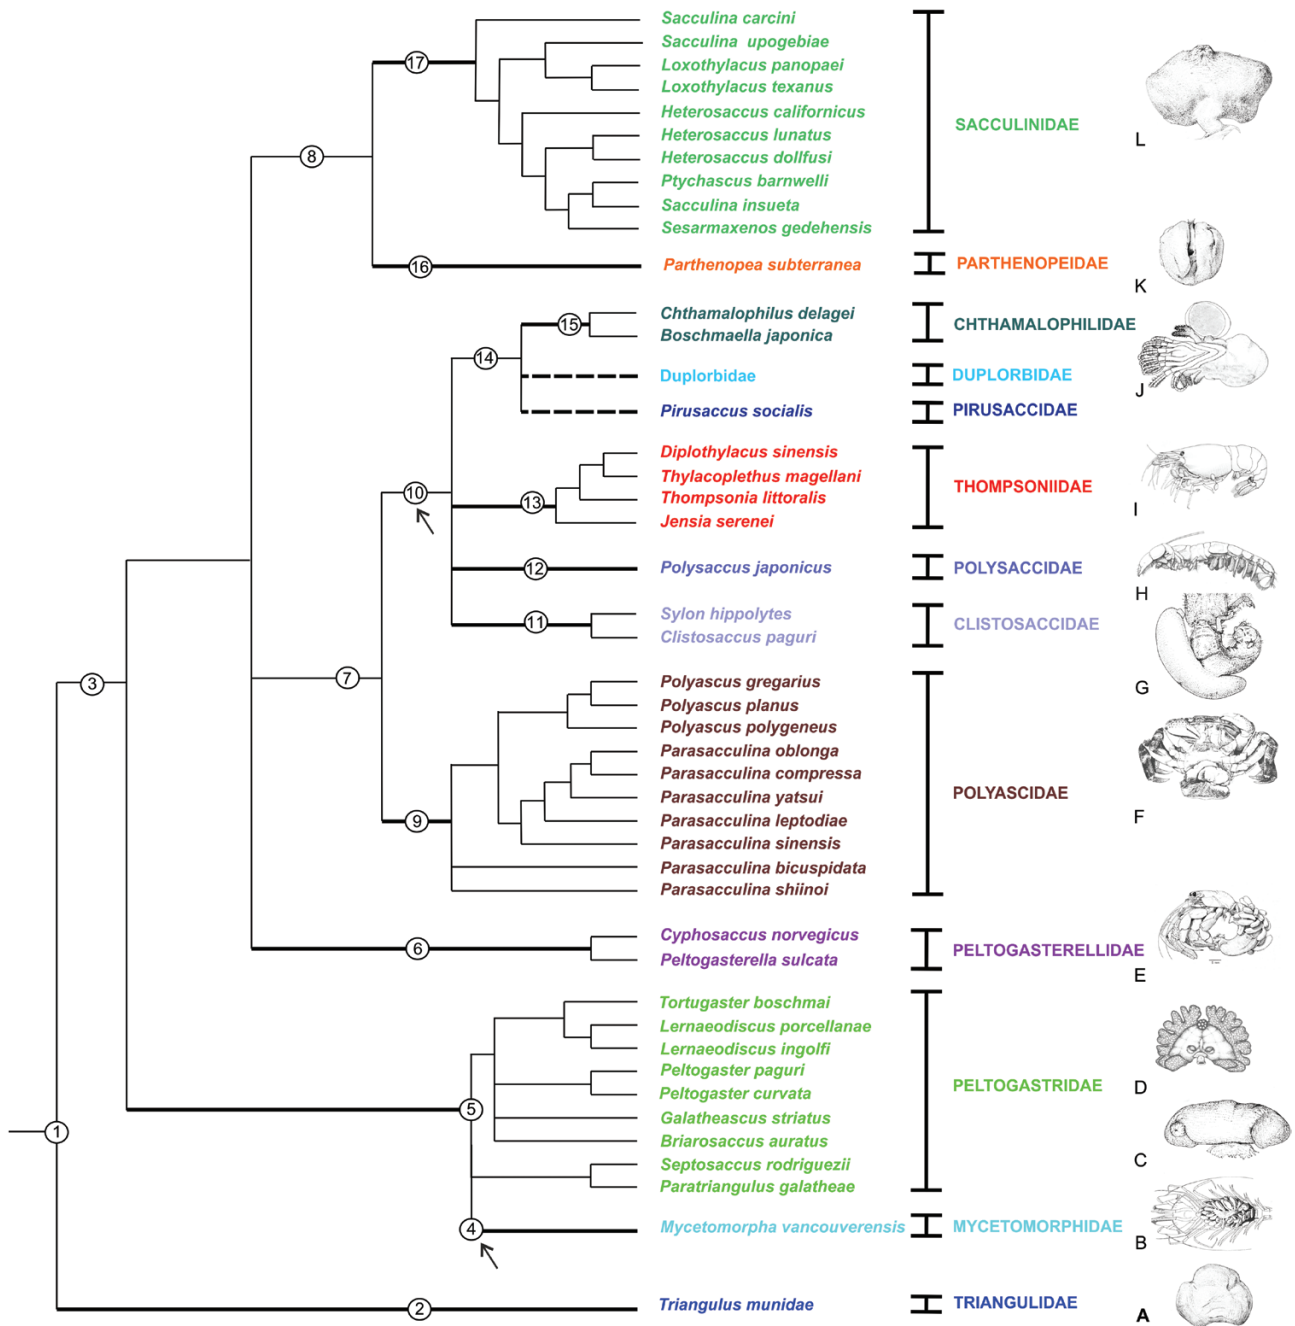 Sacculina carcini
Sacculina upogebiae
17
Loxothylacus panopaei
Loxothylacus texanus
Heterosaccus californicus
SACCULINIDAE
L
Heterosaccus lunatus
8
Heterosaccus dollfusi
Ptychascus barnwelli
Sacculina insueta
Sesarmaxenos gedehensis
16
Parthenopea subterranea
PARTHENOPEIDAE
K
Chthamalophilus delagei
15
CHTHAMALOPHILIDAE
Boschmaella japonica
14
Duplorbidae
DUPLORBIDAE
J
Pirusaccus socialis
PIRUSACCIDAE
Diplothylacus sinensis
Thylacoplethus magellani
THOMPSONIIDAE
10
13
Thompsonia littoralis
I
Jensia serenei
12
Polysaccus japonicus
POLYSACCIDAE
H
Sylon hippolytes
11
CLISTOSACCIDAE
Clistosaccus paguri
7
3
Polyascus gregarius
G
Polyascus planus
Polyascus polygeneus
Parasacculina oblonga
Parasacculina compressa
Parasacculina yatsui
POLYASCIDAE
9
Parasacculina leptodiae
F
Parasacculina sinensis
Parasacculina bicuspidata
Parasacculina shiinoi
Cyphosaccus norvegicus
6
PELTOGASTERELLIDAE
Peltogasterella sulcata
E
Tortugaster boschmai
Lernaeodiscus porcellanae
Lernaeodiscus ingolfi
Peltogaster paguri
PELTOGASTRIDAE
D
Peltogaster curvata
5
Galatheascus striatus
1
Briarosaccus auratus
Septosaccus rodriguezii
C
Paratriangulus galatheae
4
Mycetomorpha vancouverensis
MYCETOMORPHIDAE
B
2
Triangulus munidae
TRIANGULIDAE
A